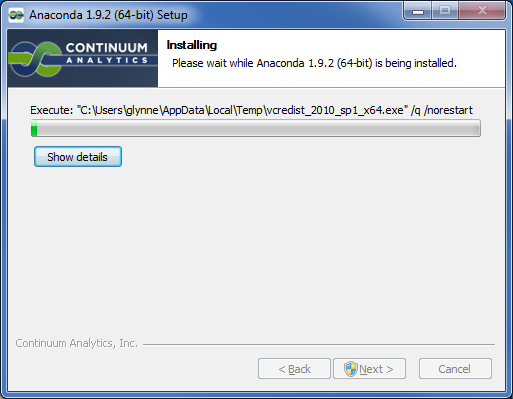 Anaconda 1.9.2 (64-bit) Setup
CONTINUUM
ANALYTICS
Installing
Please wait while Anaconda 1.9.2 (64-bit) is being installed.
Execute: "C:\Users\glynne\AppData\Local\Temp\vcredist_2010_sp1_x64.exe" /q /norestart
Show details
Continuum Analytics, Inc.
< Back
Next >
Cancel